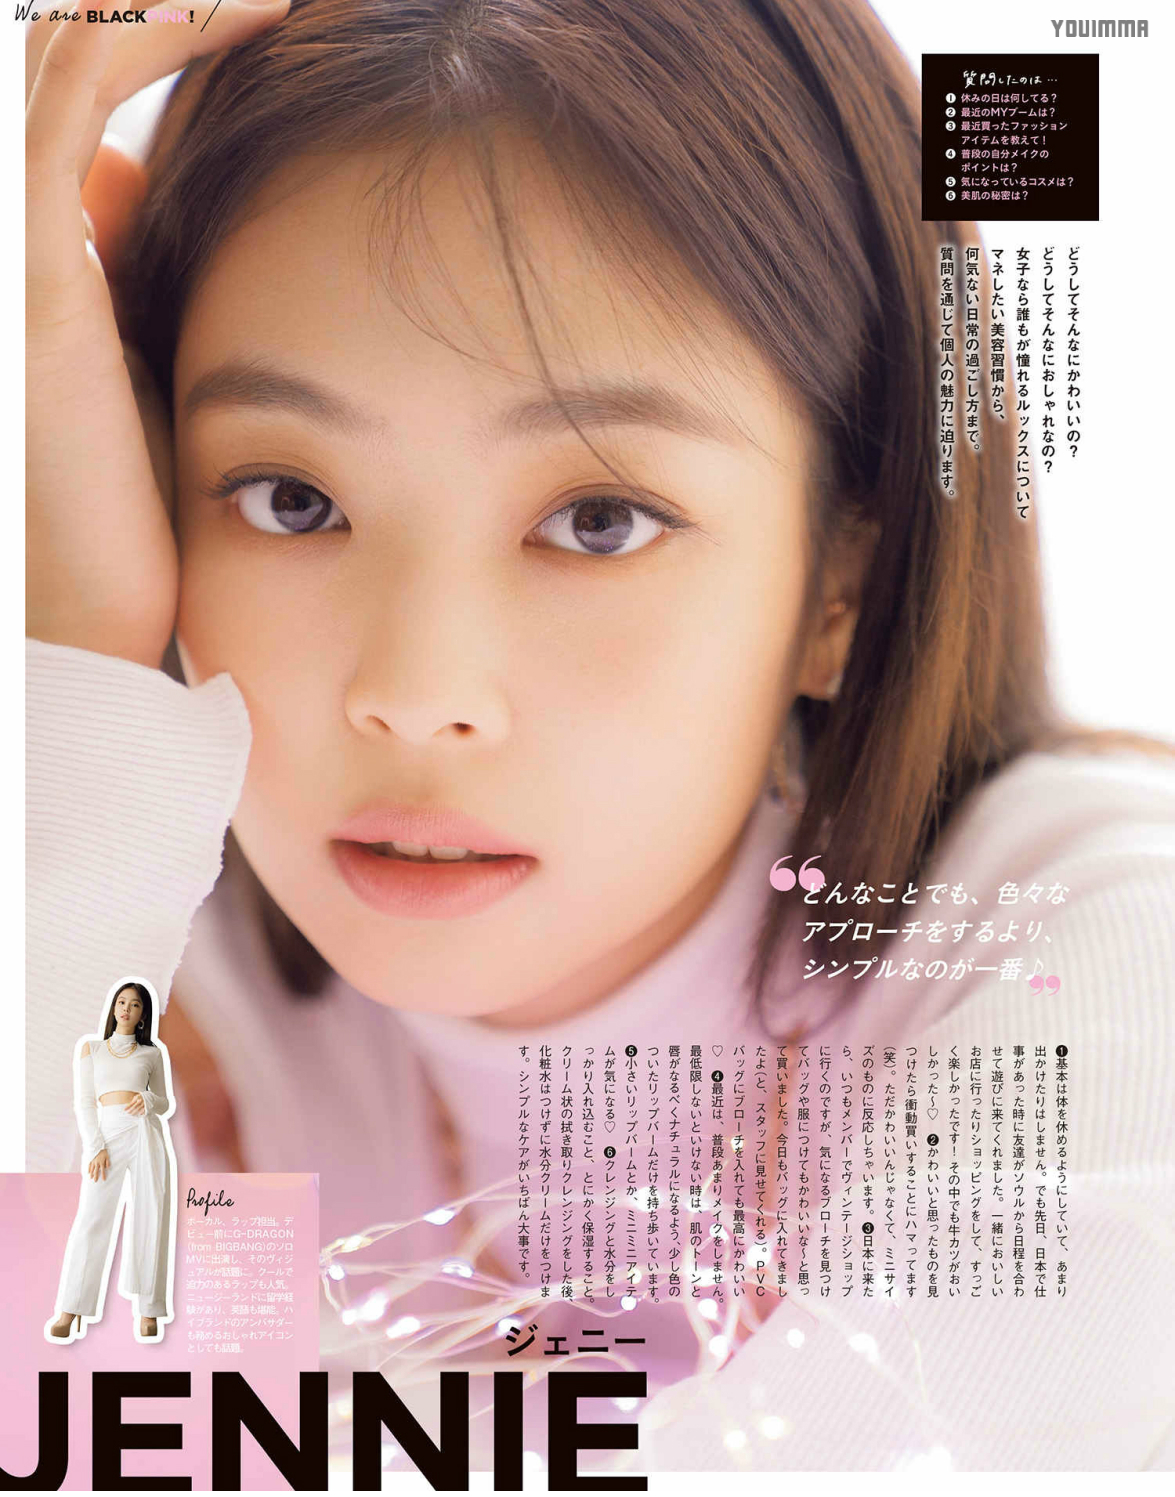 We are BLACKPINK!
YOUIMMA
質問したのは…
❶ 休みの日は何してる？
❷ 最近のMYブームは？
❸ 最近買ったファッション
アイテムを教えて！
❹ 普段の自分メイクの
ポイントは？
❺ 気になっているコスメは？
❻ 美肌の秘密は？
どうしてそんなにかわいいの？
どうしてそんなにおしゃれなの？
女子なら誰もが憧れるルックスについて
マネしたい美容習慣から、
何気ない日常の過ごし方まで。
質問を通じて個人の魅力に迫ります。
❝どんなことでも、色々な
アプローチをするより、
シンプルなのが一番♪❞
❶基本は体を休めるようにしていて、あまり
出かけたりはしません。でも先日、日本で仕
事があった時に友達がソウルから日程を合わ
せて遊びに来てくれました。一緒においしい
お店に行ったりショッピングをして、すっご
く楽しかったです！その中でも牛カツがおい
しかった〜♡ ❷かわいいと思ったものを見
つけたら衝動買いすることにハマってます
（笑）。ただかわいいんじゃなくて、ミニサイ
ズのものに反応しちゃいます。❸日本に来た
ら、いつもメンバーでヴィンテージショップ
に行くのですが、気になるブローチを見つけ
てバッグや服につけてもかわいいな〜と思っ
て買いました。今日もバッグに入れてきまし
たよ（と、スタッフに見せてくれる）。PVC
バッグにブローチを入れても最高にかわいい
♡ ❹最近は、普段あまりメイクをしません。
最低限しないといけない時は、肌のトーンと
唇がなるべくナチュラルになるよう、少し色の
ついたリップバームだけを持ち歩いています。
❺小さいリップバームとか、ミニミニアイテ
ムが気になる♡ ❻クレンジングと水分をし
っかり入れ込むこと、とにかく保湿すること。
クリーム状の拭き取りクレンジングをした後、
化粧水はつけずに水分クリームだけをつけま
す。シンプルなケアがいちばん大事です。
Profile
ボーカル、ラップ担当。デ
ビュー前にG-DRAGON
(from BIGBANG)のソロ
MVに出演し、そのヴィジ
ュアルが話題に。クールで
迫力のあるラップも人気。
ニュージーランドに留学経
験があり、英語も堪能。ハ
イブランドのアンバサダー
も務めるおしゃれアイコン
としても話題。
ジェニー
JENNIE